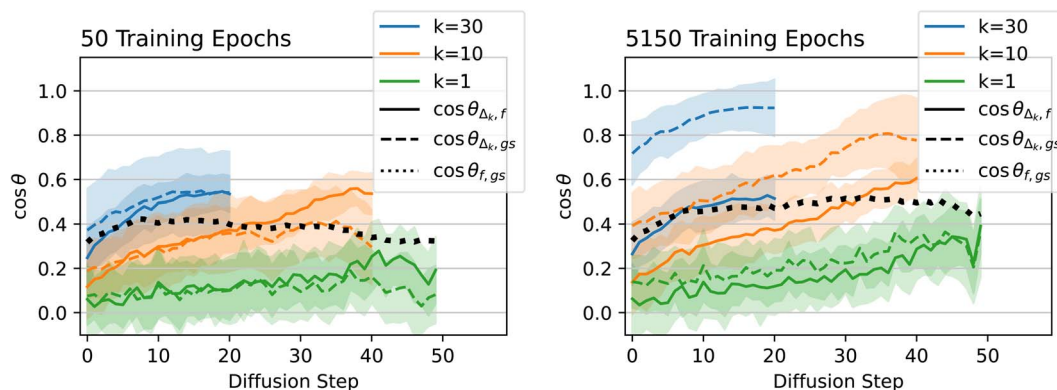 50 Training Epochs
k=30
k=10
k=1
cos θ_{Δ_k, f}
cos θ_{Δ_k, gs}
cos θ_{f, gs}
cos θ
1.0
0.8
0.6
0.4
0.2
0.0
0 10 20 30 40 50
Diffusion Step
5150 Training Epochs
k=30
k=10
k=1
cos θ_{Δ_k, f}
cos θ_{Δ_k, gs}
cos θ_{f, gs}
cos θ
1.0
0.8
0.6
0.4
0.2
0.0
0 10 20 30 40 50
Diffusion Step